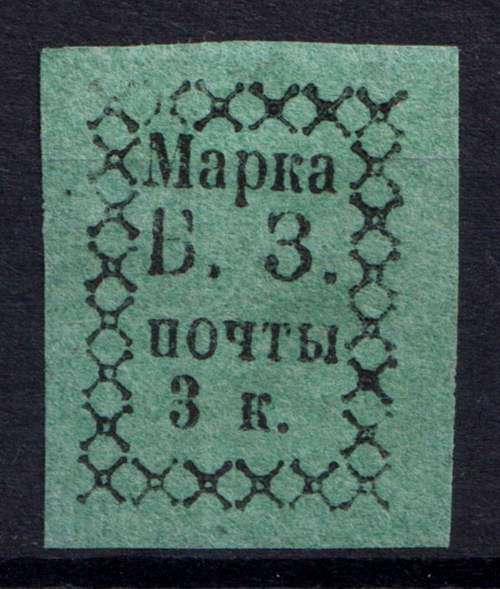 Марка
Б. З.
почты
3 к.